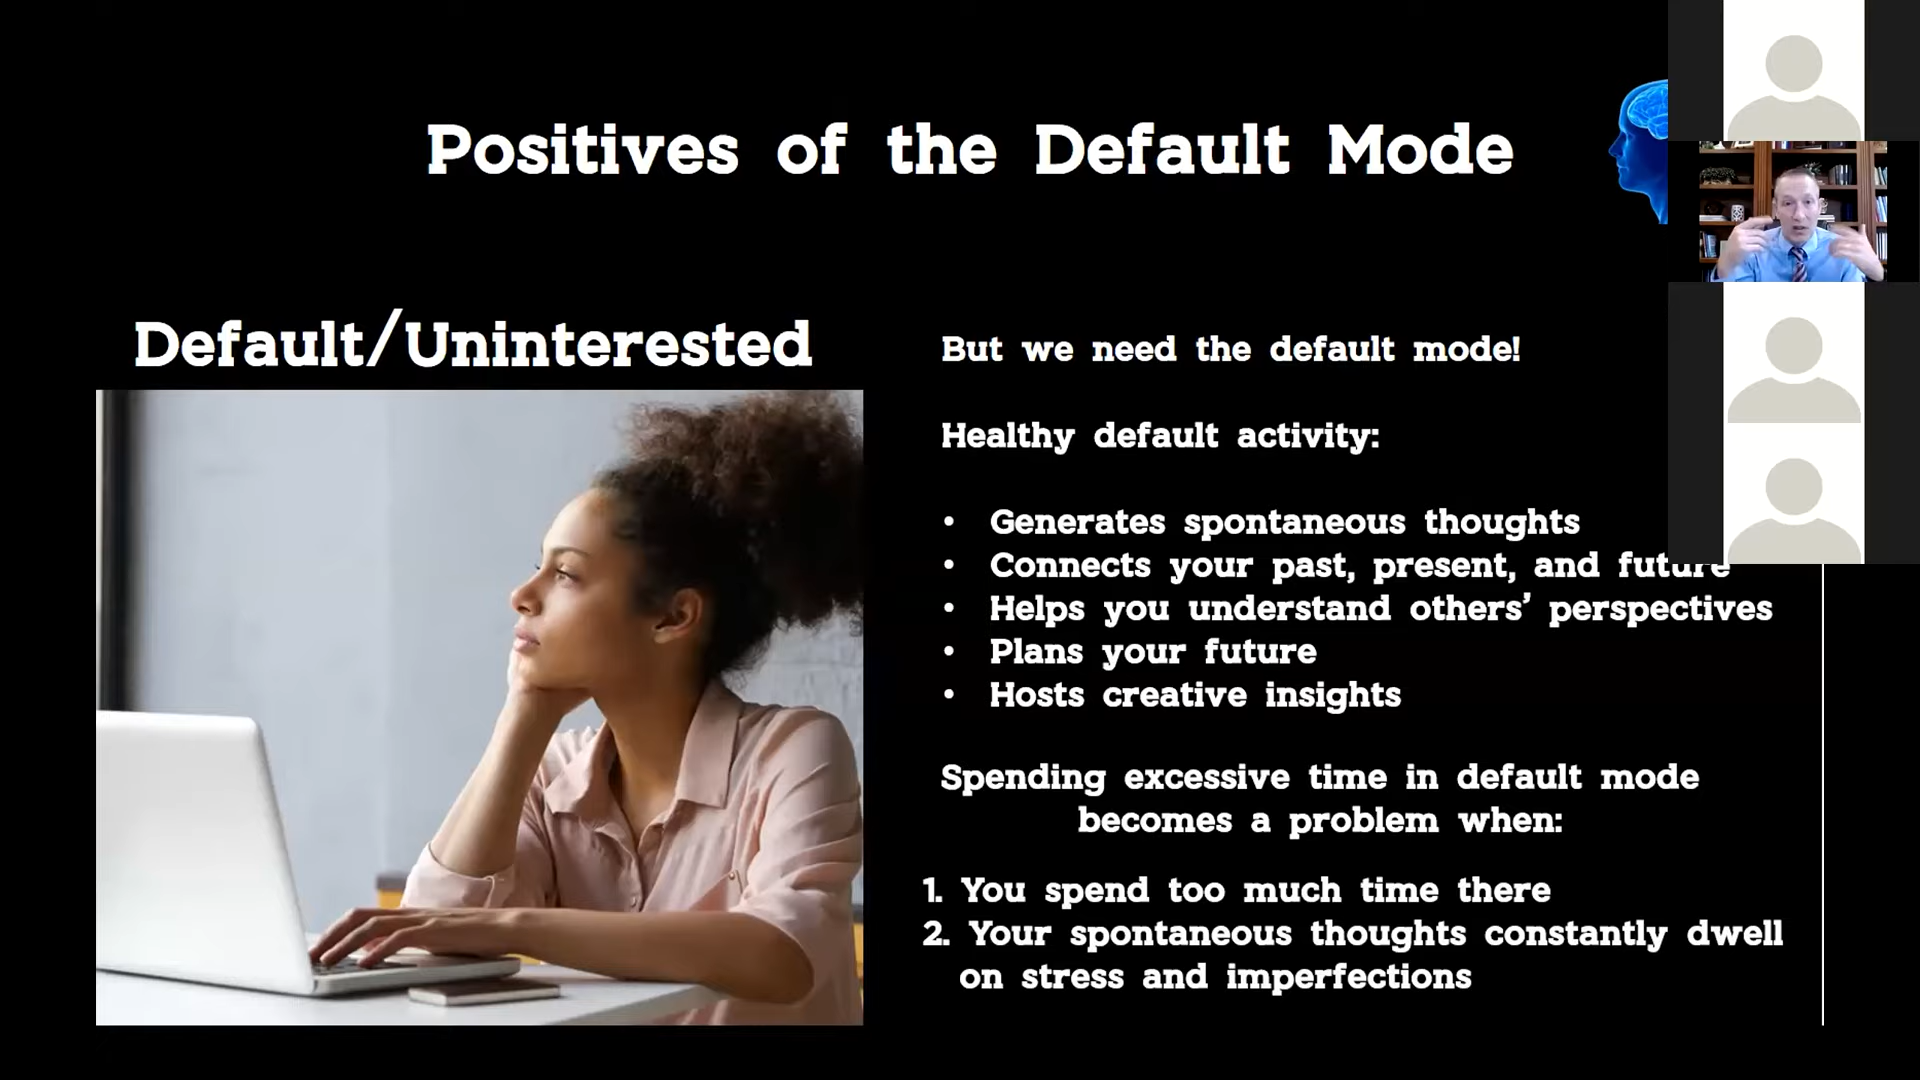 Positives of the Default Mode
Default/Uninterested
But we need the default mode!
Healthy default activity:
• Generates spontaneous thoughts
• Connects your past, present, and future
• Helps you understand others’ perspectives
• Plans your future
• Hosts creative insights
Spending excessive time in default mode
becomes a problem when:
1. You spend too much time there
2. Your spontaneous thoughts constantly dwell
on stress and imperfections